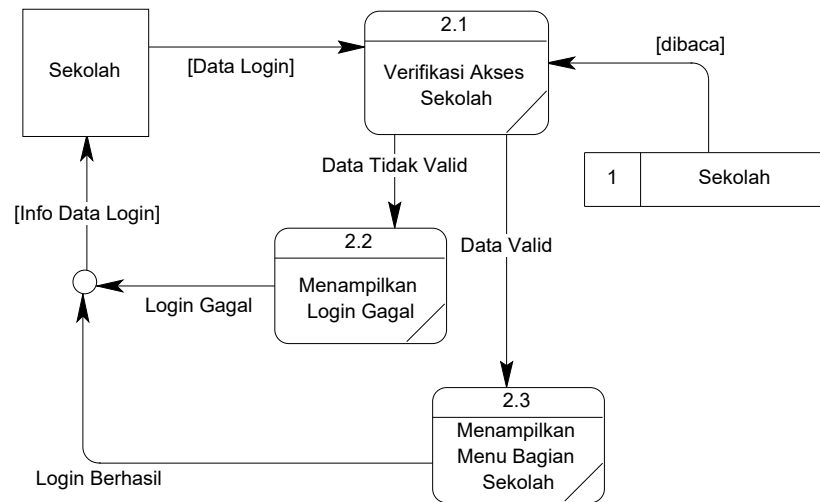 Sekolah
[Data Login]
2.1
Verifikasi Akses
Sekolah
[dibaca]
1
Sekolah
Data Tidak Valid
Data Valid
[Info Data Login]
2.2
Menampilkan
Login Gagal
Login Gagal
2.3
Menampilkan
Menu Bagian
Sekolah
Login Berhasil